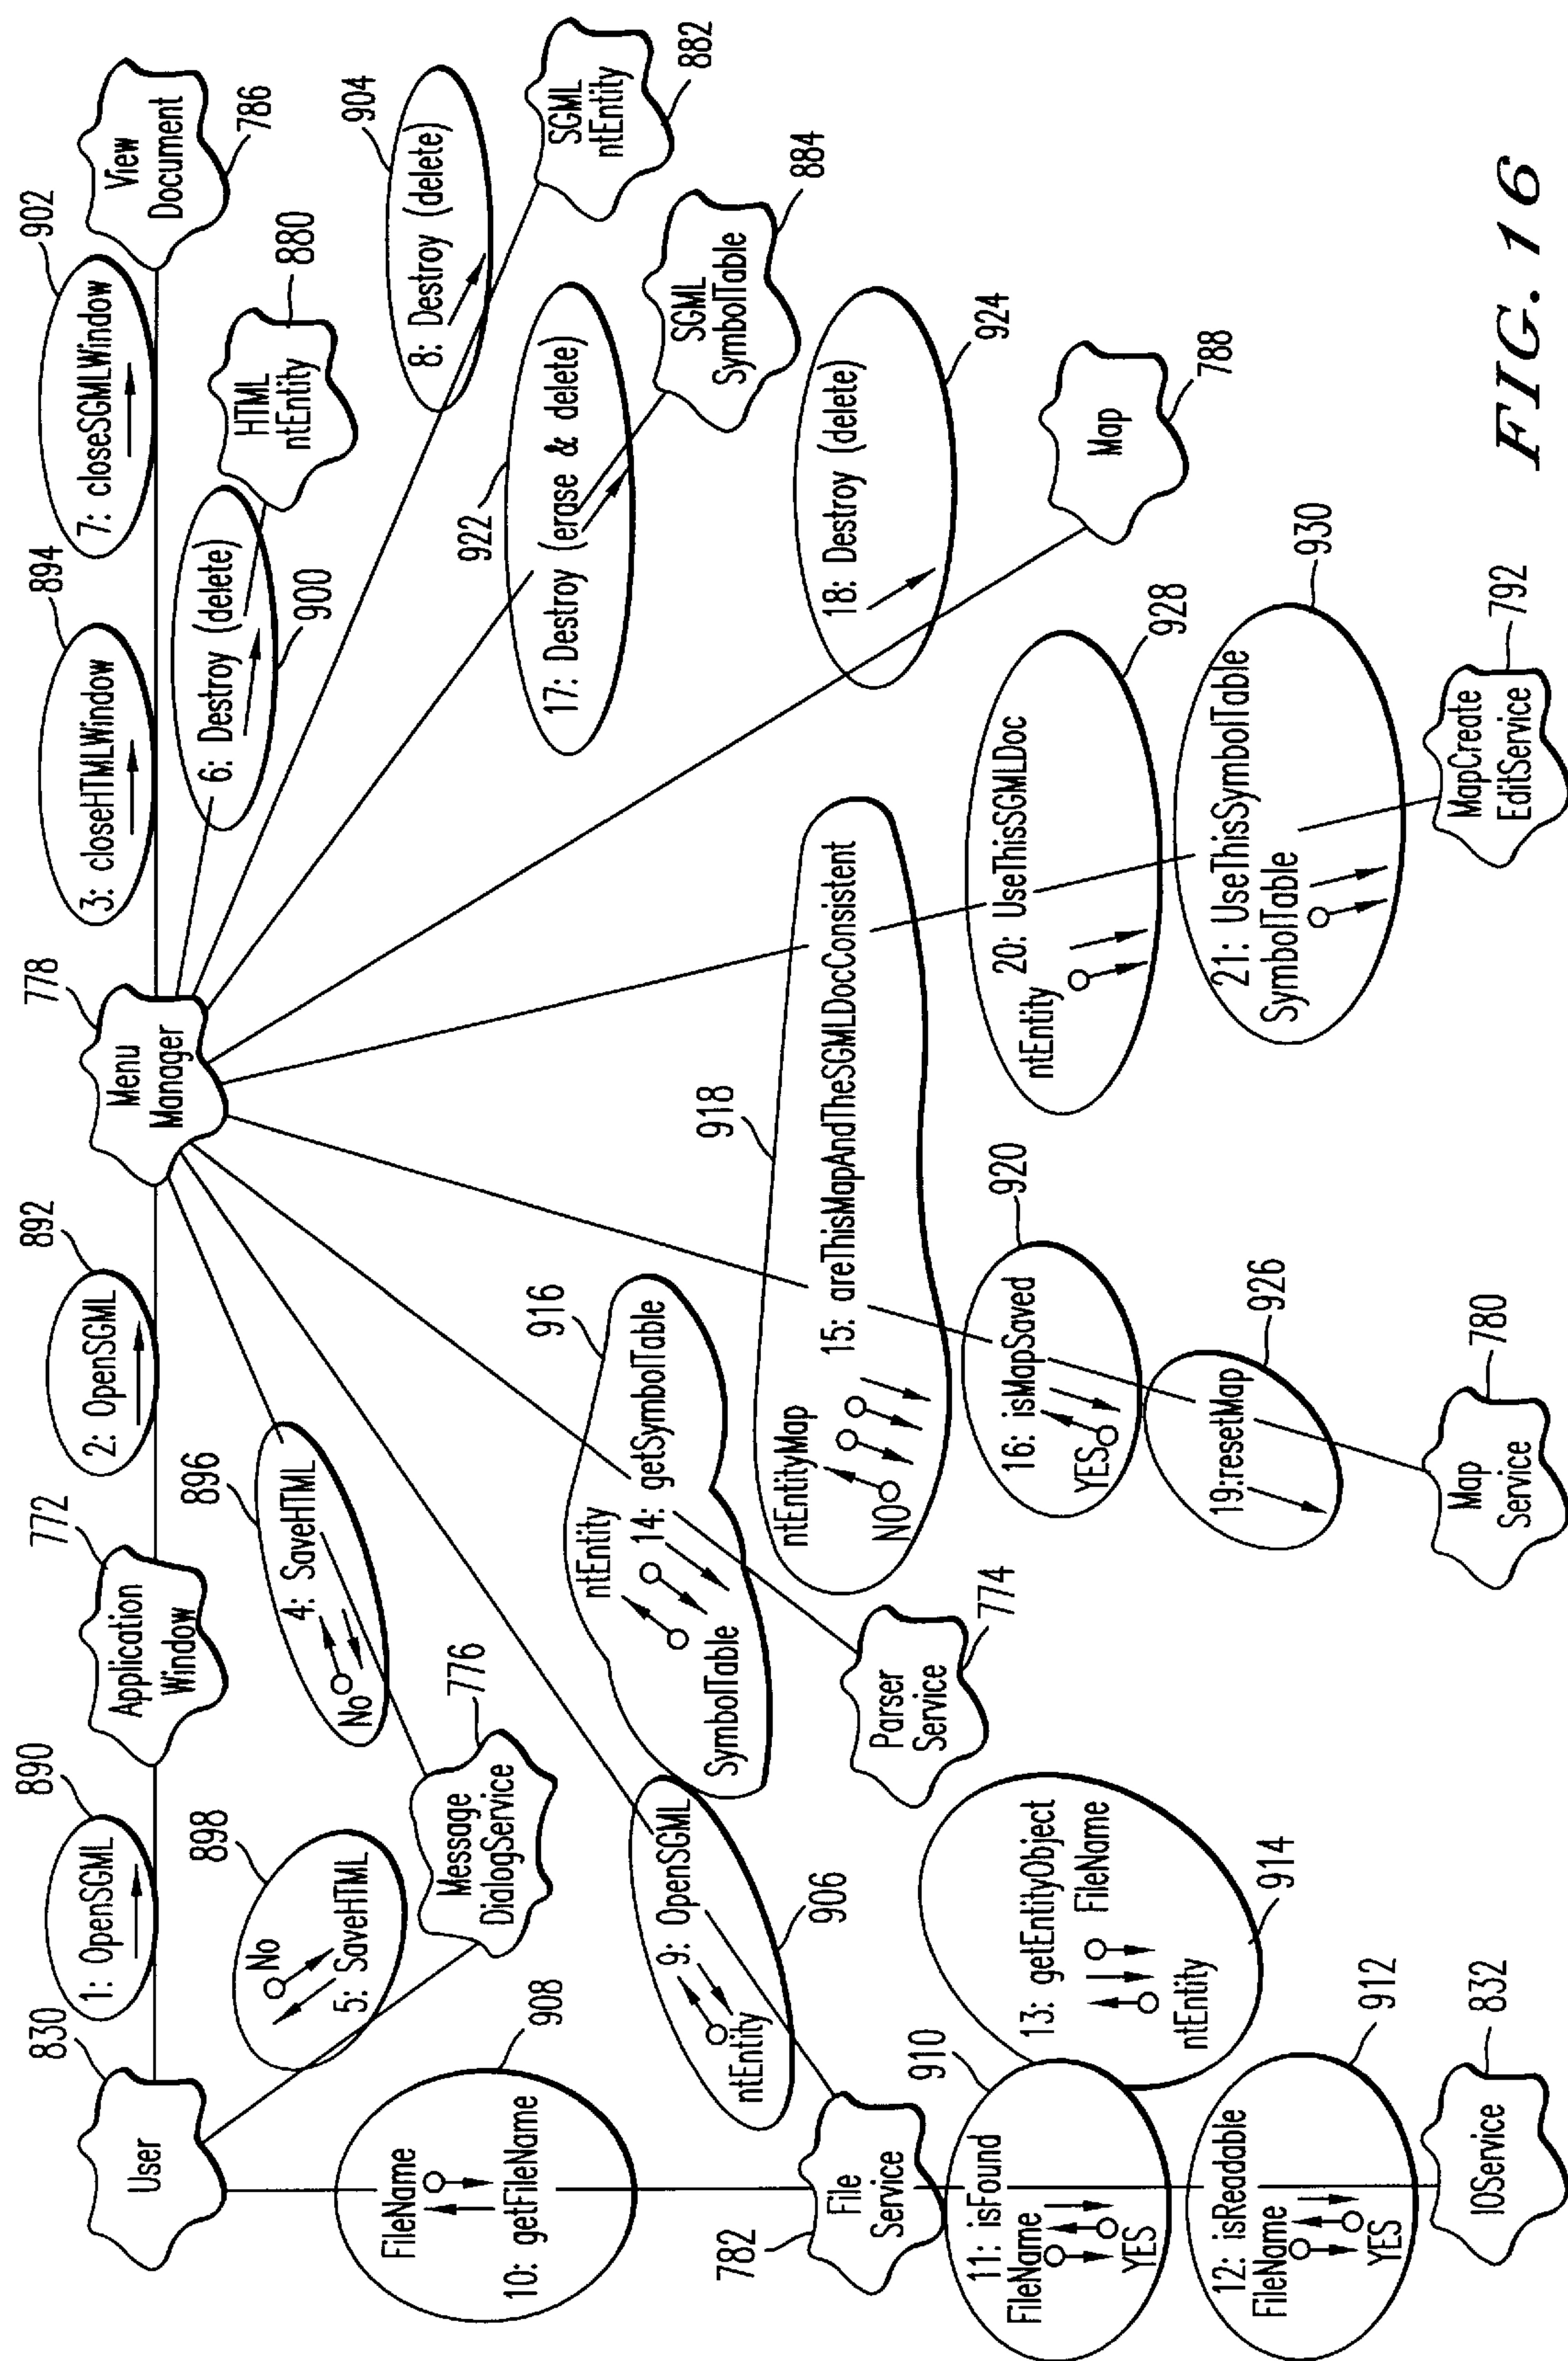 830
User
890
1: OpenSGML
772
Application
Window
892
2: OpenSGML
778
Menu
Manager
894
3: closeHTMLWindow
902
7: closeSGMLWindow
View
Document
786
898
No
5: SaveHTML
896
4: SaveHTML
No
6: Destroy (delete)
900
HTML
ntEntity
880
904
8: Destroy (delete)
SGML
ntEntity
882
Message
DialogService
776
908
FileName
10: getFileName
9: OpenSGML
ntEntity
906
916
ntEntity
14: getSymbolTable
SymbolTable
922
17: Destroy (erase & delete)
SGML
SymbolTable
884
918
ntEntityMap
15: areThisMapAndTheSGMLDocConsistent
NO
18: Destroy (delete)
924
782
File
Service
Parser
Service
774
910
11: isFound
FileName
YES
13: getEntityObject
FileName
ntEntity
914
920
16: isMapSaved
YES
20: UseThisSGMLDoc
ntEntity
928
Map
788
912
12: isReadable
FileName
YES
19:resetMap
926
21: UseThisSymbolTable
SymbolTable
930
IOService
832
Map
Service
780
MapCreate
EditService
792
FIG. 16